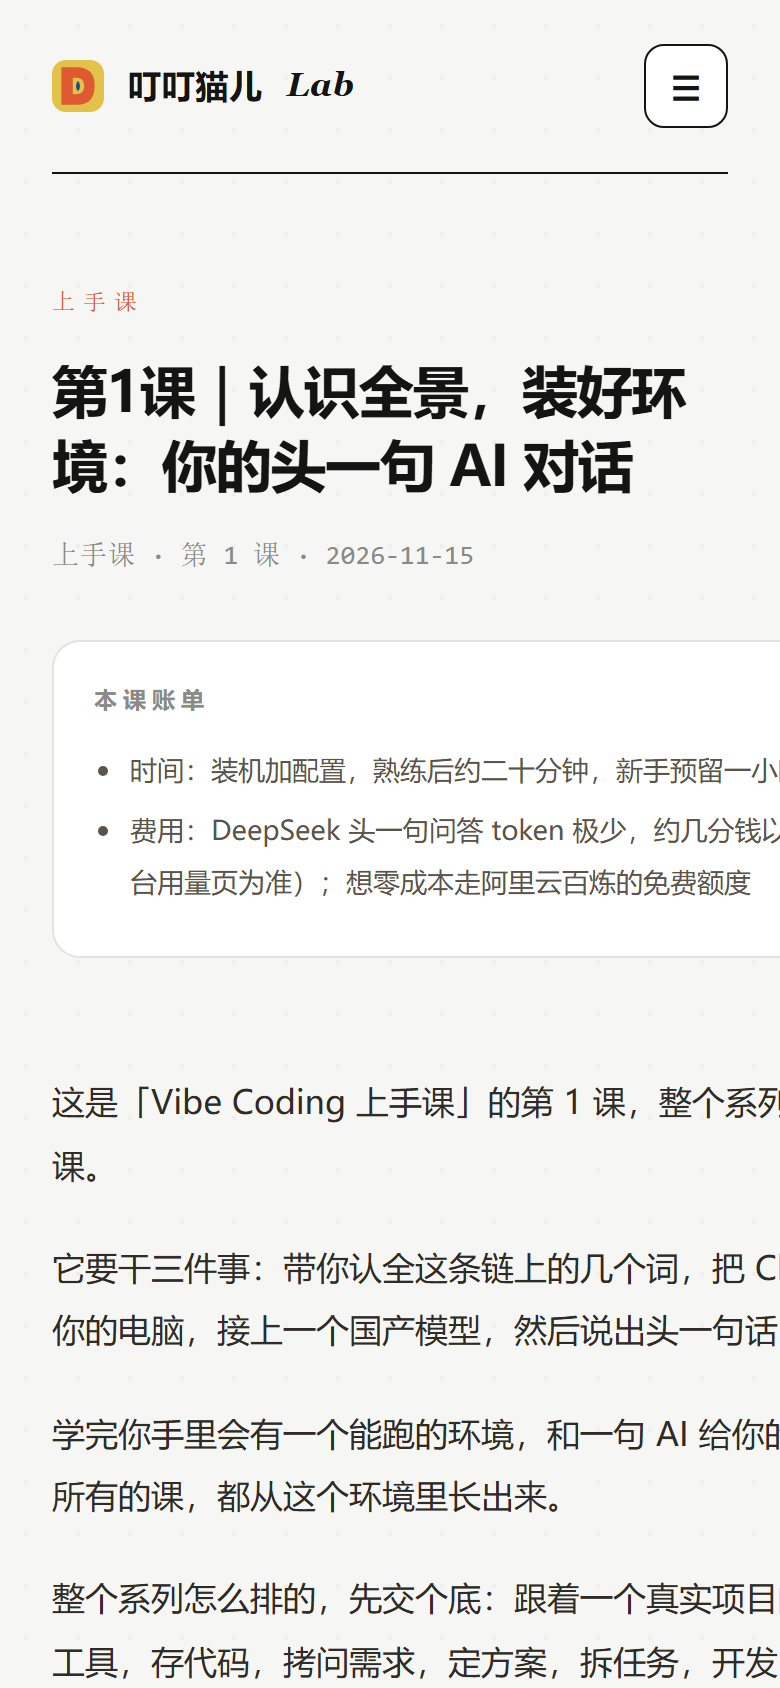 叮叮猫儿 Lab
上手课
第1课｜认识全景，装好环
境：你的头一句 AI 对话
上手课 · 第 1 课 · 2026-11-15
本课账单
时间：装机加配置，熟练后约二十分钟，新手预留一小
费用：DeepSeek 头一句问答 token 极少，约几分钱以
台用量页为准）；想零成本走阿里云百炼的免费额度
这是「Vibe Coding 上手课」的第 1 课，整个系列
课。
它要干三件事：带你认全这条链上的几个词，把 C
你的电脑，接上一个国产模型，然后说出头一句话
学完你手里会有一个能跑的环境，和一句 AI 给你的
所有的课，都从这个环境里长出来。
整个系列怎么排的，先交个底：跟着一个真实项目
工具，存代码，拷问需求，定方案，拆任务，开发